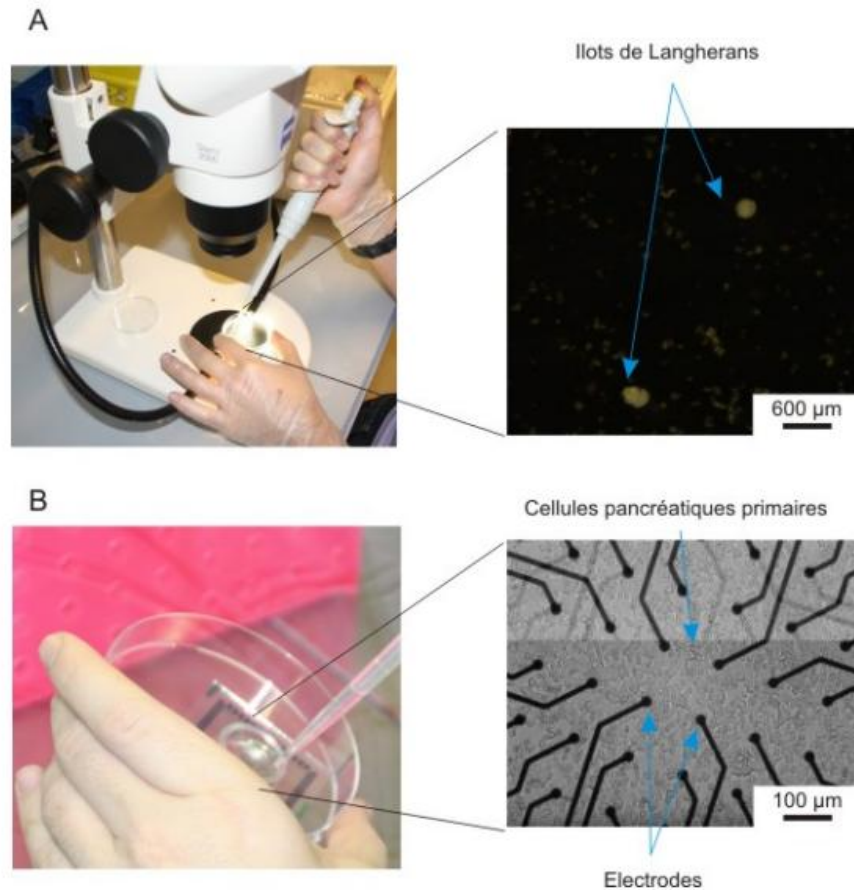 A
Ilots de Langherans
600 µm
B
Cellules pancréatiques primaires
100 µm
Electrodes